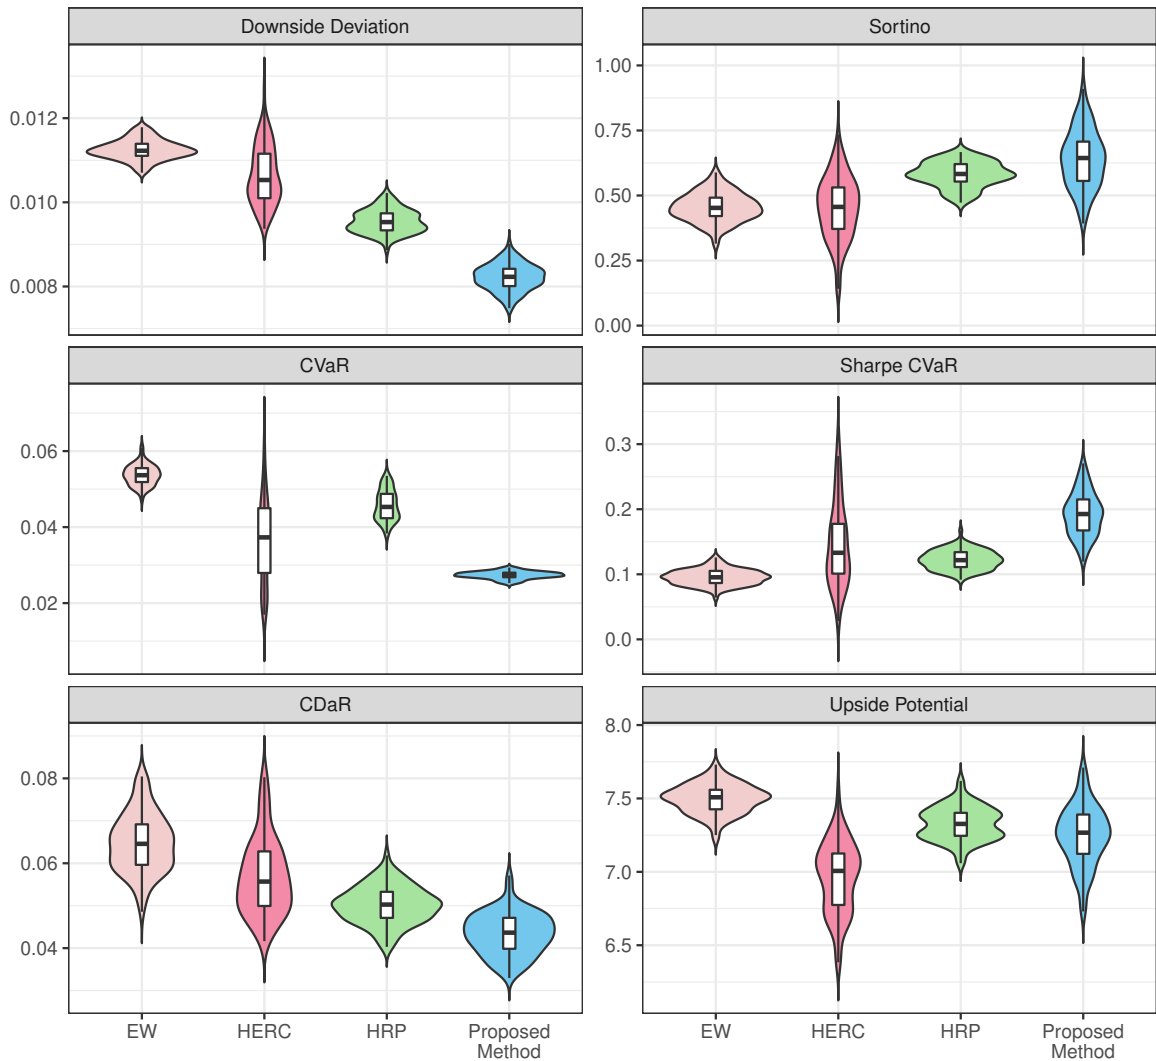 Downside Deviation
0.012
0.010
0.008
Sortino
1.00
0.75
0.50
0.25
0.00
CVaR
0.06
0.04
0.02
Sharpe CVaR
0.3
0.2
0.1
0.0
CDaR
0.08
0.06
0.04
EW
HERC
HRP
Proposed
Method
Upside Potential
8.0
7.5
7.0
6.5
EW
HERC
HRP
Proposed
Method